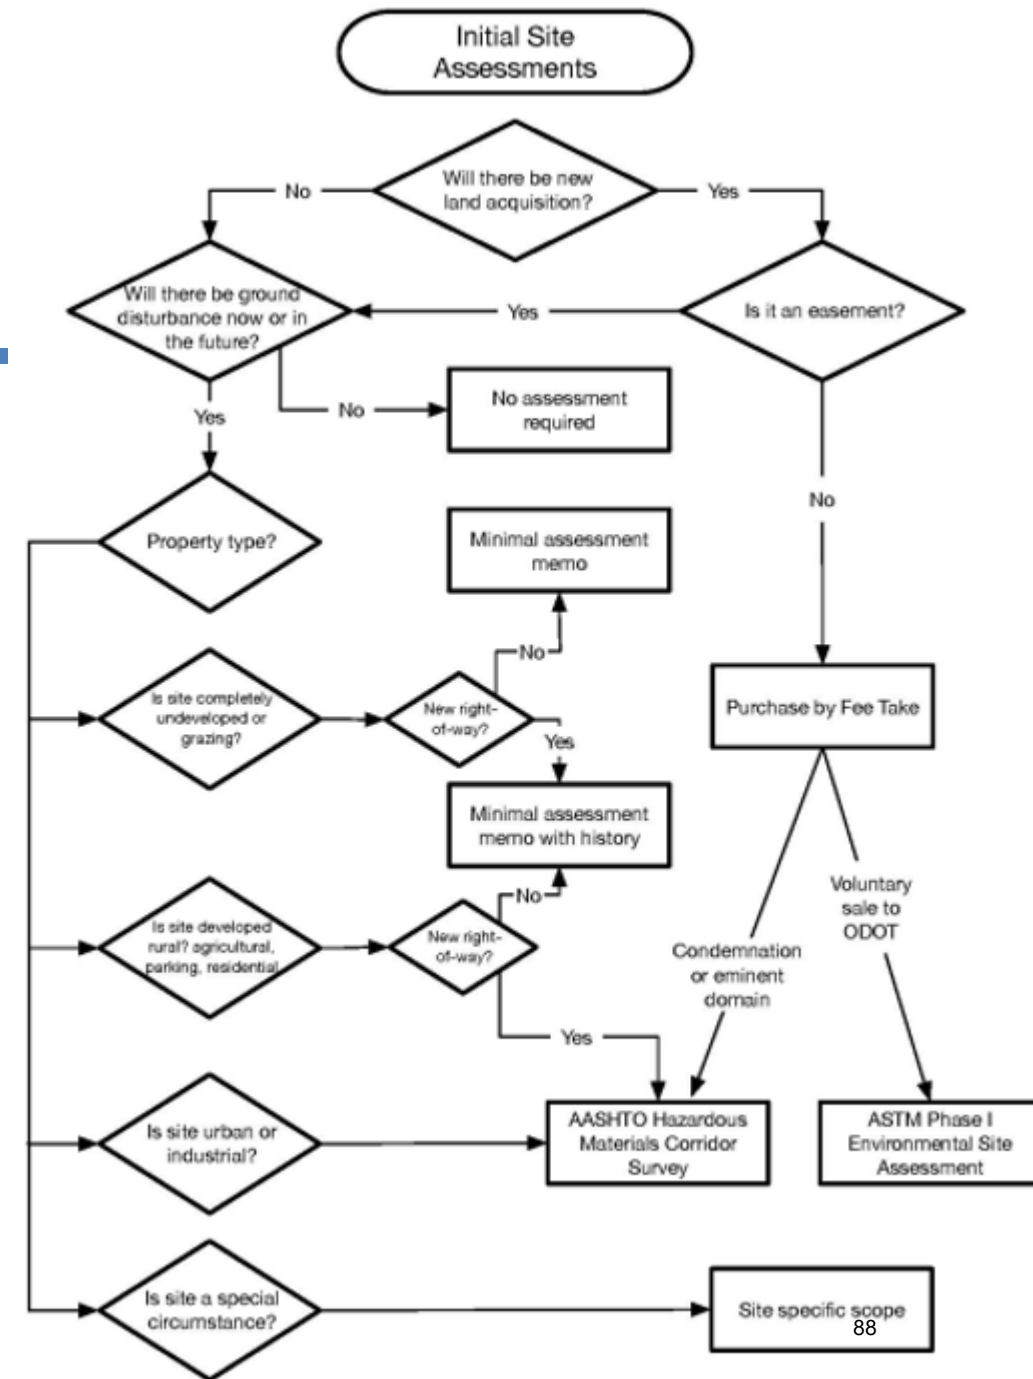 Initial Site
Assessments
Will there be new
land acquisition?
No
Yes
Will there be ground
disturbance now or in
the future?
Yes
Is it an easement?
No
No assessment
required
Yes
No
Property type?
Minimal assessment
memo
No
Is site completely
undeveloped or
grazing?
New right-
of-way?
Yes
Purchase by Fee Take
Minimal assessment
memo with history
No
Is site developed
rural? agricultural,
parking, residential
New right-
of-way?
Voluntary
sale to
ODOT
Condemnation
or eminent
domain
Yes
Is site urban or
industrial?
AASHTO Hazardous
Materials Corridor
Survey
ASTM Phase I
Environmental Site
Assessment
Is site a special
circumstance?
Site specific scope
88